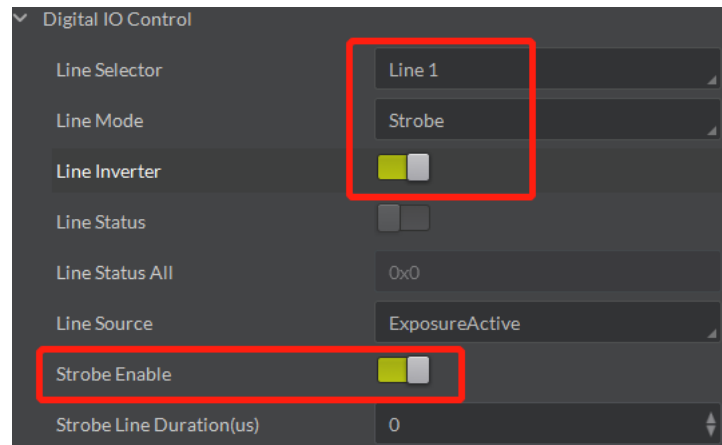 Digital IO Control
Line Selector Line 1
Line Mode Strobe
Line Inverter
Line Status
Line Status All 0x0
Line Source ExposureActive
Strobe Enable
Strobe Line Duration(us) 0